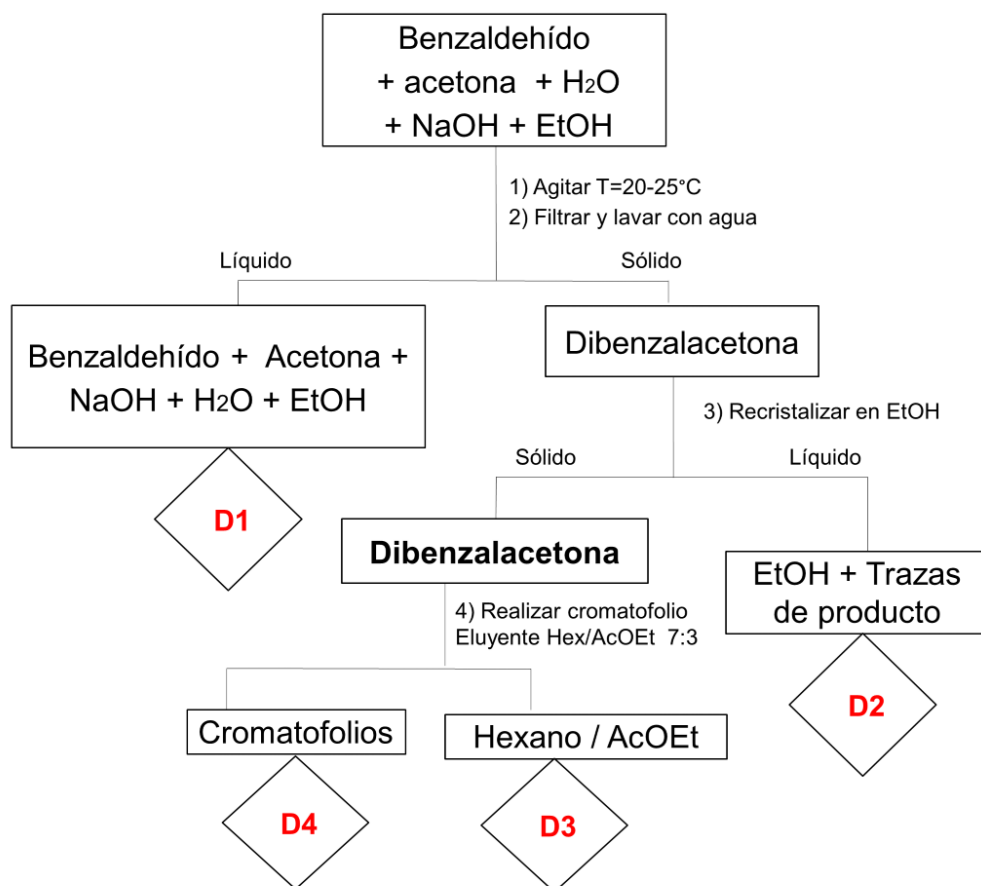 Benzaldehído
+ acetona + H2O
+ NaOH + EtOH
1) Agitar T=20-25°C
2) Filtrar y lavar con agua
Líquido
Sólido
Benzaldehído + Acetona +
NaOH + H2O + EtOH
Dibenzalacetona
3) Recristalizar en EtOH
Sólido
Líquido
D1
Dibenzalacetona
EtOH + Trazas
de producto
4) Realizar cromatofolio
Eluyente Hex/AcOEt 7:3
D2
Cromatofolios
Hexano / AcOEt
D4
D3